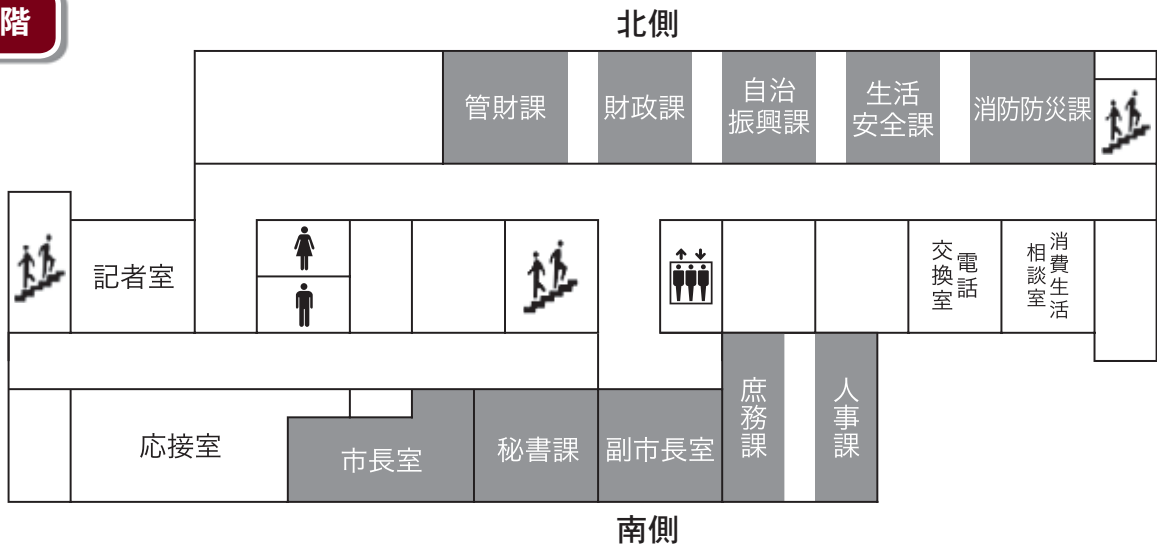 階
北側
管財課
財政課
自治
振興課
生活
安全課
消防防災課
記者室
電話
交換室
消費生活
相談室
応接室
市長室
秘書課
副市長室
庶務課
人事課
南側